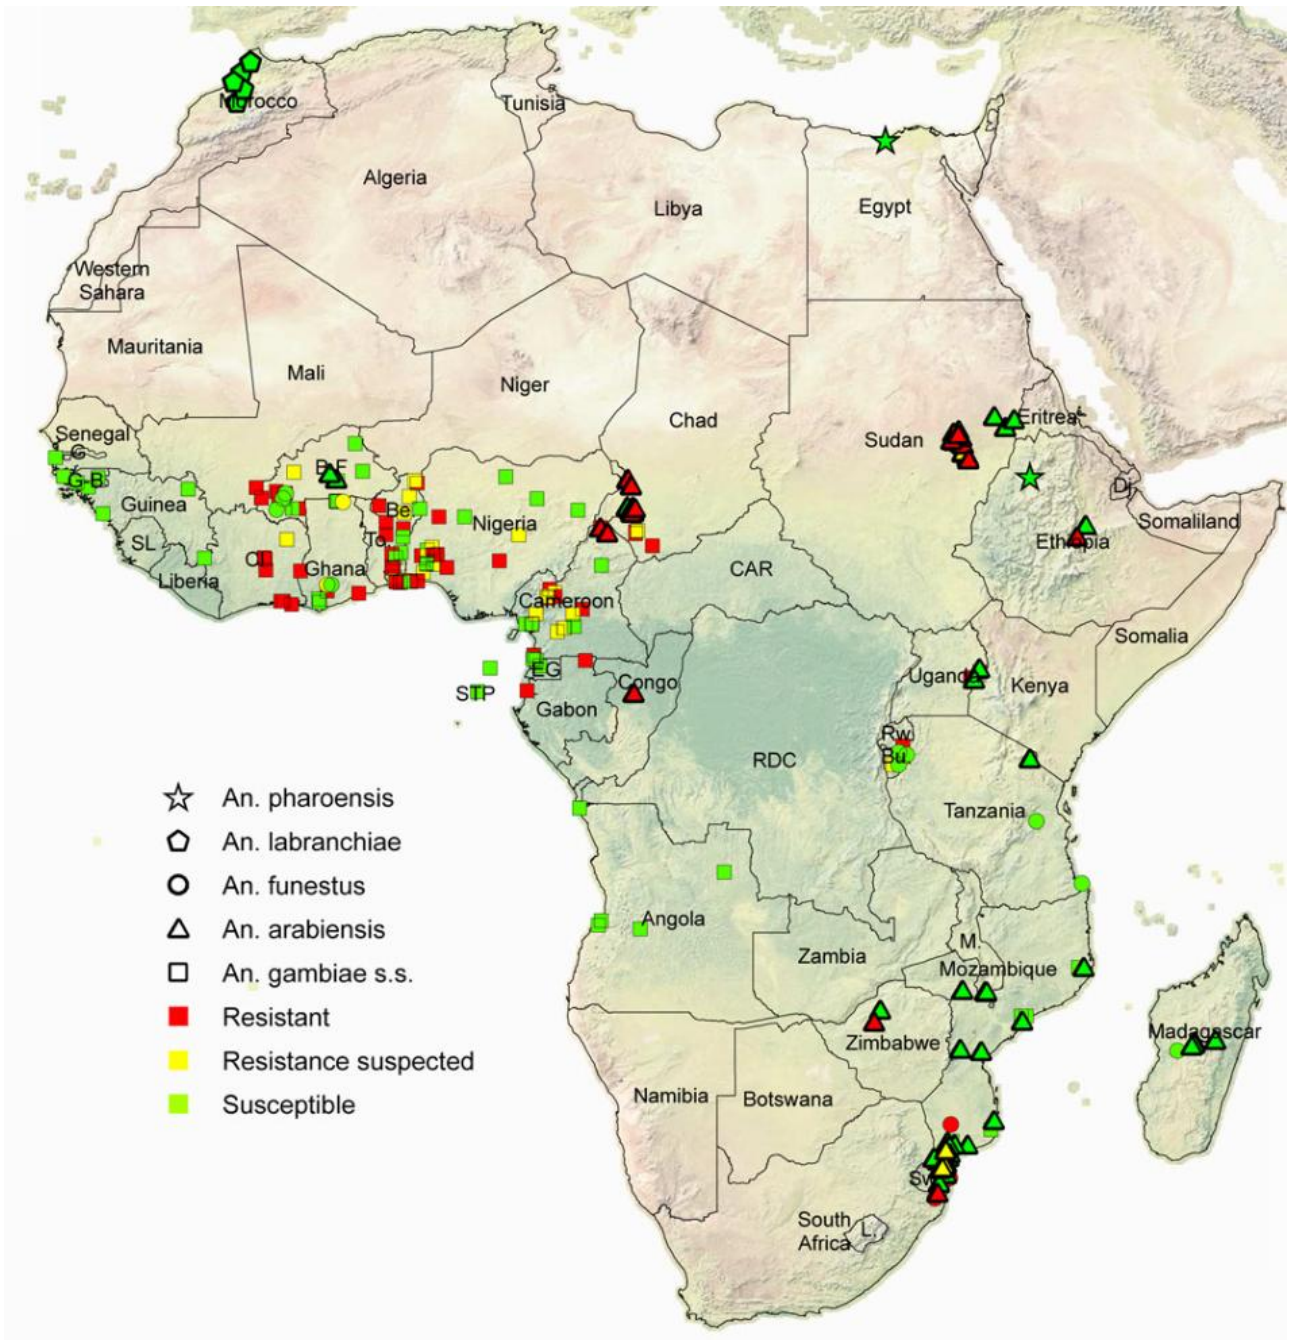 Morocco
Tunisia
Algeria
Libya
Egypt
Western
Sahara
Mauritania
Mali
Niger
Chad
Sudan
Eritrea
Senegal
G
G-B
Guinea
B.F.
Be.
Nigeria
Dj.
Somaliland
Ethiopia
SL
Liberia
C.I.
Ghana
To.
CAR
Cameroon
Somalia
EG
STP
Gabon
Congo
Uganda
Kenya
Rw.
Bu.
RDC
Tanzania
An. pharoensis
An. labranchiae
An. funestus
An. arabiensis
An. gambiae s.s.
Resistant
Resistance suspected
Susceptible
Angola
Zambia
M.
Mozambique
Zimbabwe
Madagascar
Namibia
Botswana
Sw.
South
Africa
L.